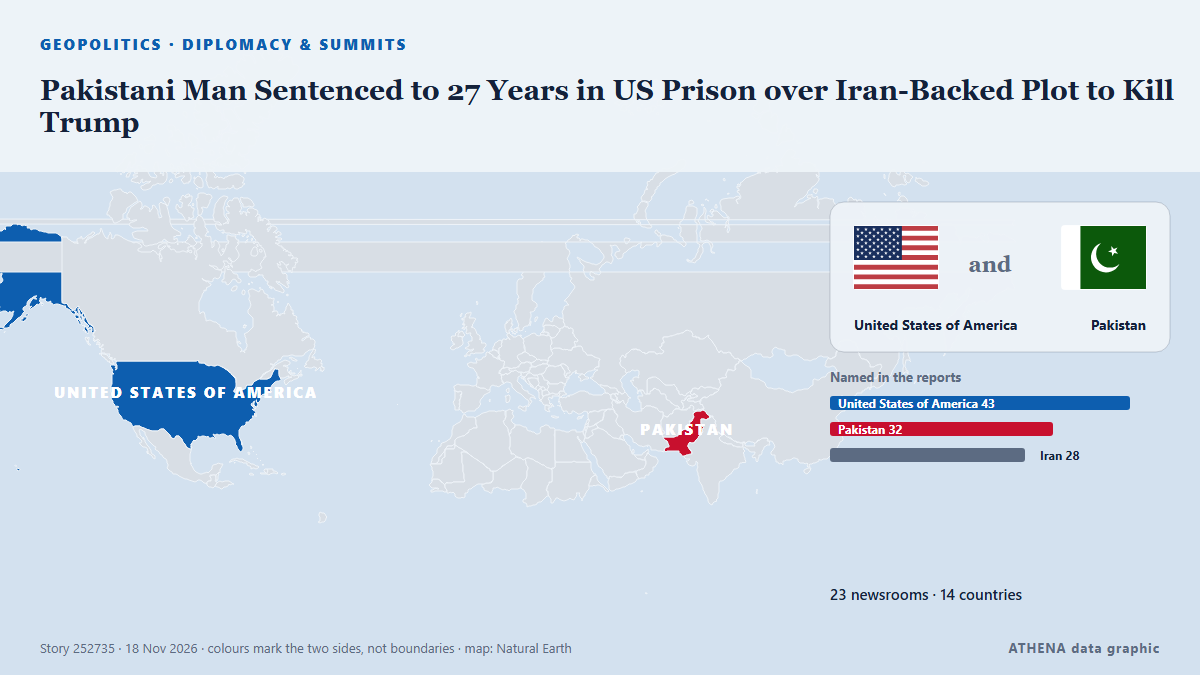 GEOPOLITICS · DIPLOMACY & SUMMITS
Pakistani Man Sentenced to 27 Years in US Prison over Iran-Backed Plot to Kill
Trump
and
United States of America
Pakistan
Named in the reports
United States of America 43
Pakistan 32
Iran 28
UNITED STATES OF AMERICA
PAKISTAN
23 newsrooms · 14 countries
Story 252735 · 18 Nov 2026 · colours mark the two sides, not boundaries · map: Natural Earth
ATHENA data graphic